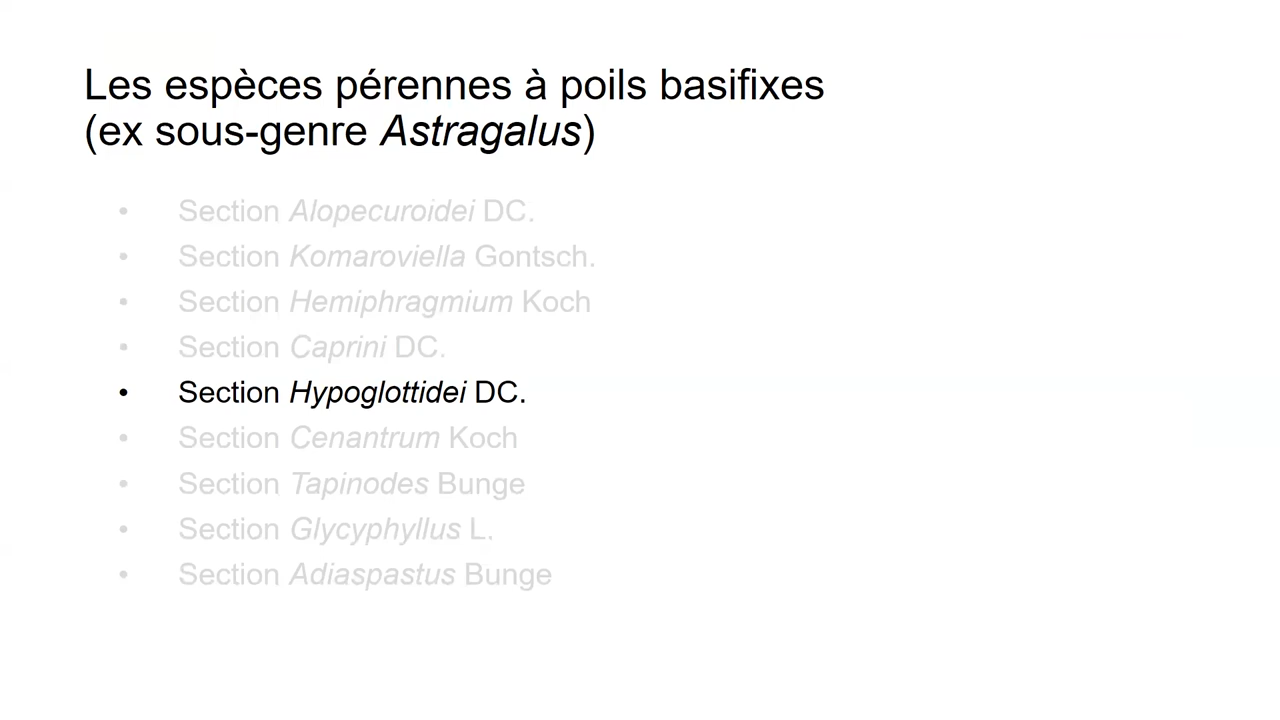 Les espèces pérennes à poils basifixes
(ex sous-genre Astragalus)
• Section Alopecuroidei DC.
• Section Komaroviella Gontsch.
• Section Hemiphragmium Koch
• Section Caprini DC.
• Section Hypoglottidei DC.
• Section Cenantrum Koch
• Section Tapinodes Bunge
• Section Glycyphyllus L.
• Section Adiaspastus Bunge